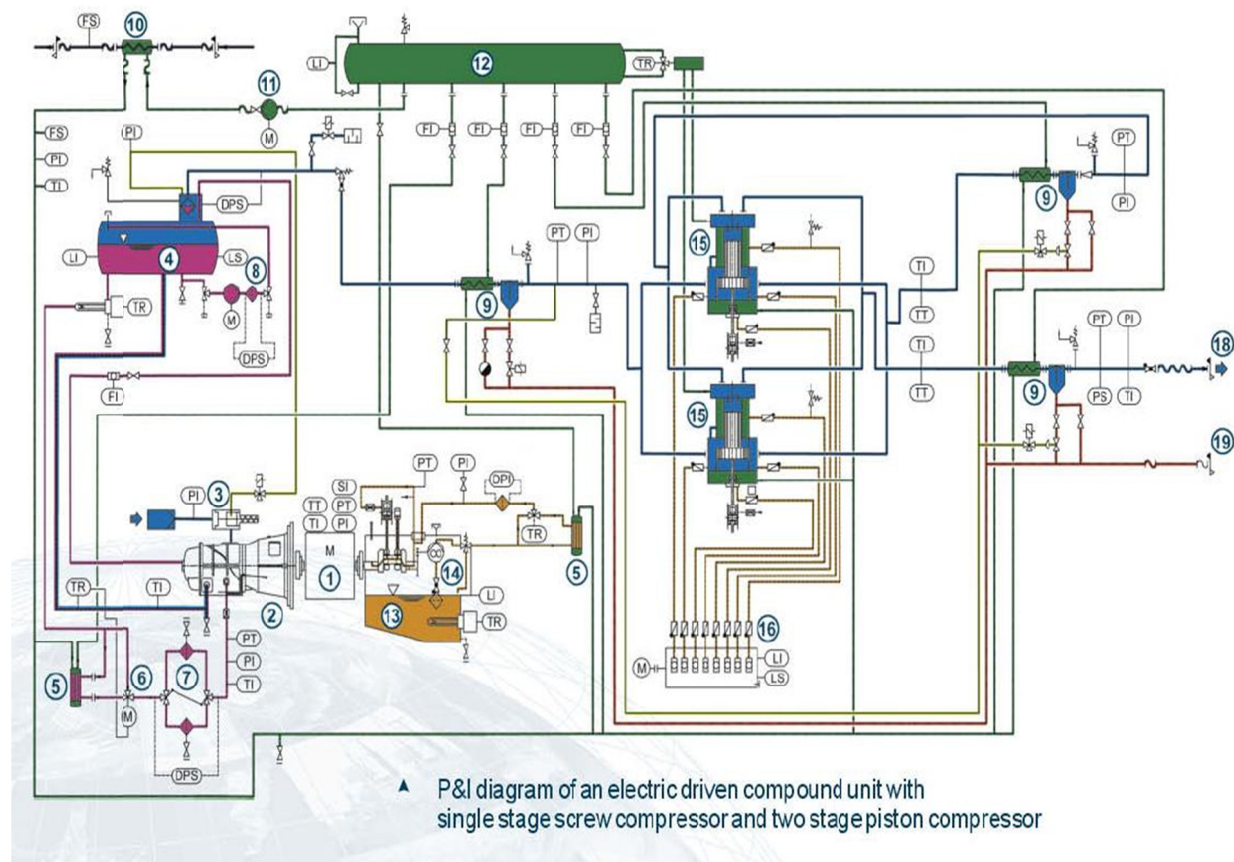 10
FS
11
12
LI
TR
M
FI
FI
FI
FI
FS
PI
PI
TI
DPS
PT
PI
9
LI
4
LS
8
15
PT
PI
TI
TT
9
TR
M
DPS
FI
PT
PI
TI
18
9
PS
TI
TI
TT
15
19
3
PI
SI
PT
PI
DPI
TT
PT
TI
PI
TR
M
1
14
5
2
13
LI
TR
TR
TI
PT
PI
TI
16
M
LI
LS
5
6
7
M
DPS
P&I diagram of an electric driven compound unit with
single stage screw compressor and two stage piston compressor